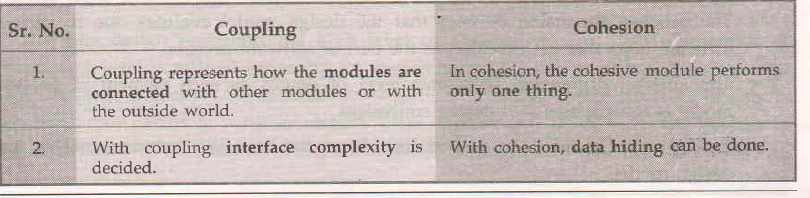 Sr. No. Coupling Cohesion
1. Coupling represents how the modules are In cohesion, the cohesive module performs
connected with other modules or with only one thing.
the outside world.
2. With coupling interface complexity is With cohesion, data hiding can be done.
decided.